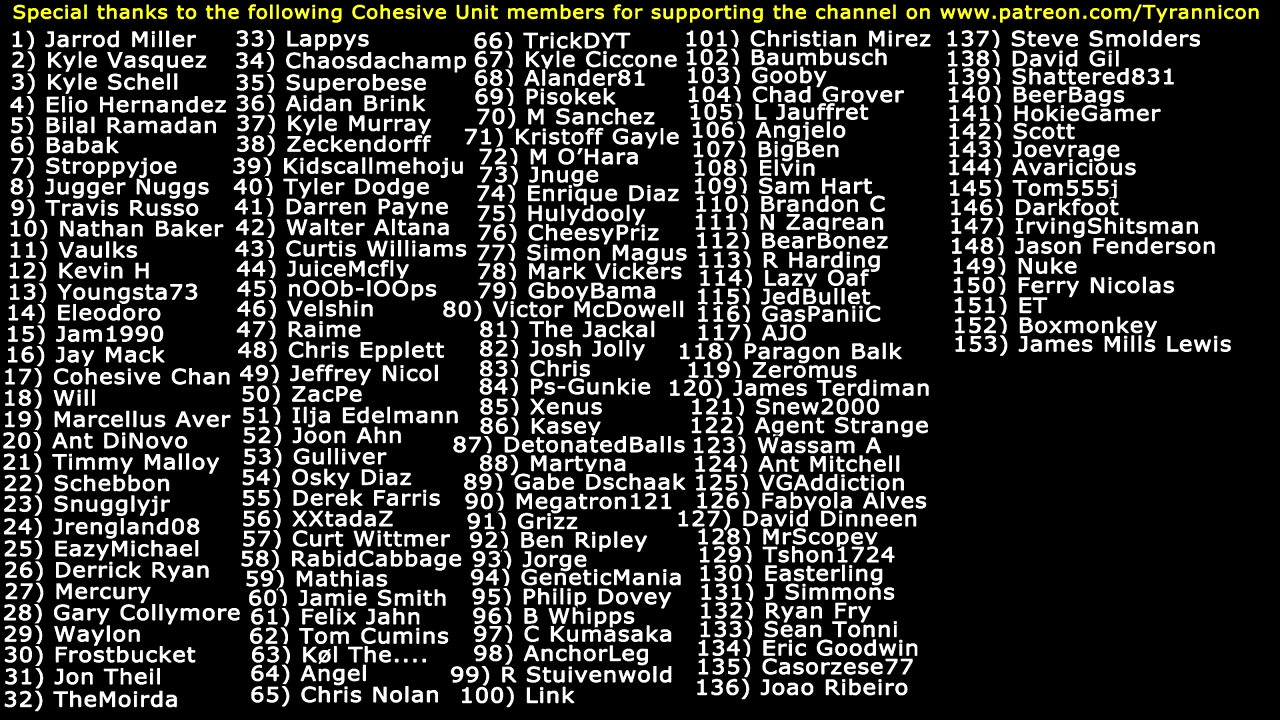 Special thanks to the following Cohesive Unit members for supporting the channel on www.patreon.com/Tyrannicon
1) Jarrod Miller
2) Kyle Vasquez
3) Kyle Schell
4) Elio Hernandez
5) Bilal Ramadan
6) Babak
7) Stroppyjoe
8) Jugger Nuggs
9) Travis Russo
10) Nathan Baker
11) Vaulks
12) Kevin H
13) Youngsta73
14) Eleodoro
15) Jam1990
16) Jay Mack
17) Cohesive Chan
18) Will
19) Marcellus Aver
20) Ant DiNovo
21) Timmy Malloy
22) Schebbon
23) Snugglyjr
24) Jrengland08
25) EazyMichael
26) Derrick Ryan
27) Mercury
28) Gary Collymore
29) Waylon
30) Frostbucket
31) Jon Theil
32) TheMoirda
33) Lappys
34) Chaosdachamp
35) Superobese
36) Aidan Brink
37) Kyle Murray
38) Zeckendorff
39) Kidscallmehoju
40) Tyler Dodge
41) Darren Payne
42) Walter Altana
43) Curtis Williams
44) JuiceMcfly
45) nOOb-lOOps
46) Velshin
47) Raime
48) Chris Epplett
49) Jeffrey Nicol
50) ZacPe
51) Ilja Edelmann
52) Joon Ahn
53) Gulliver
54) Osky Diaz
55) Derek Farris
56) XXtadaZ
57) Curt Wittmer
58) RabidCabbage
59) Mathias
60) Jamie Smith
61) Felix Jahn
62) Tom Cumins
63) Køl The....
64) Angel
65) Chris Nolan
66) TrickDYT
67) Kyle Ciccone
68) Alander81
69) Pisokek
70) M Sanchez
71) Kristoff Gayle
72) M O'Hara
73) Jnuge
74) Enrique Diaz
75) Hulydooly
76) CheesyPriz
77) Simon Magus
78) Mark Vickers
79) GboyBama
80) Victor McDowell
81) The Jackal
82) Josh Jolly
83) Chris
84) Ps-Gunkie
85) Xenus
86) Kasey
87) DetonatedBalls
88) Martyna
89) Gabe Dschaak
90) Megatron121
91) Grizz
92) Ben Ripley
93) Jorge
94) GeneticMania
95) Philip Dovey
96) B Whipps
97) C Kumasaka
98) AnchorLeg
99) R Stuivenwold
100) Link
101) Christian Mirez
102) Baumbusch
103) Gooby
104) Chad Grover
105) L Jauffret
106) Angjelo
107) BigBen
108) Elvin
109) Sam Hart
110) Brandon C
111) N Zagrean
112) BearBonez
113) R Harding
114) Lazy Oaf
115) JedBullet
116) GasPaniiC
117) AJO
118) Paragon Balk
119) Zeromus
120) James Terdiman
121) Snew2000
122) Agent Strange
123) Wassam A
124) Ant Mitchell
125) VGAddiction
126) Fabyola Alves
127) David Dinneen
128) MrScopey
129) Tshon1724
130) Easterling
131) J Simmons
132) Ryan Fry
133) Sean Tonni
134) Eric Goodwin
135) Casorzese77
136) Joao Ribeiro
137) Steve Smolders
138) David Gil
139) Shattered831
140) BeerBags
141) HokieGamer
142) Scott
143) Joevrage
144) Avaricious
145) Tom555j
146) Darkfoot
147) IrvingShitsman
148) Jason Fenderson
149) Nuke
150) Ferry Nicolas
151) ET
152) Boxmonkey
153) James Mills Lewis